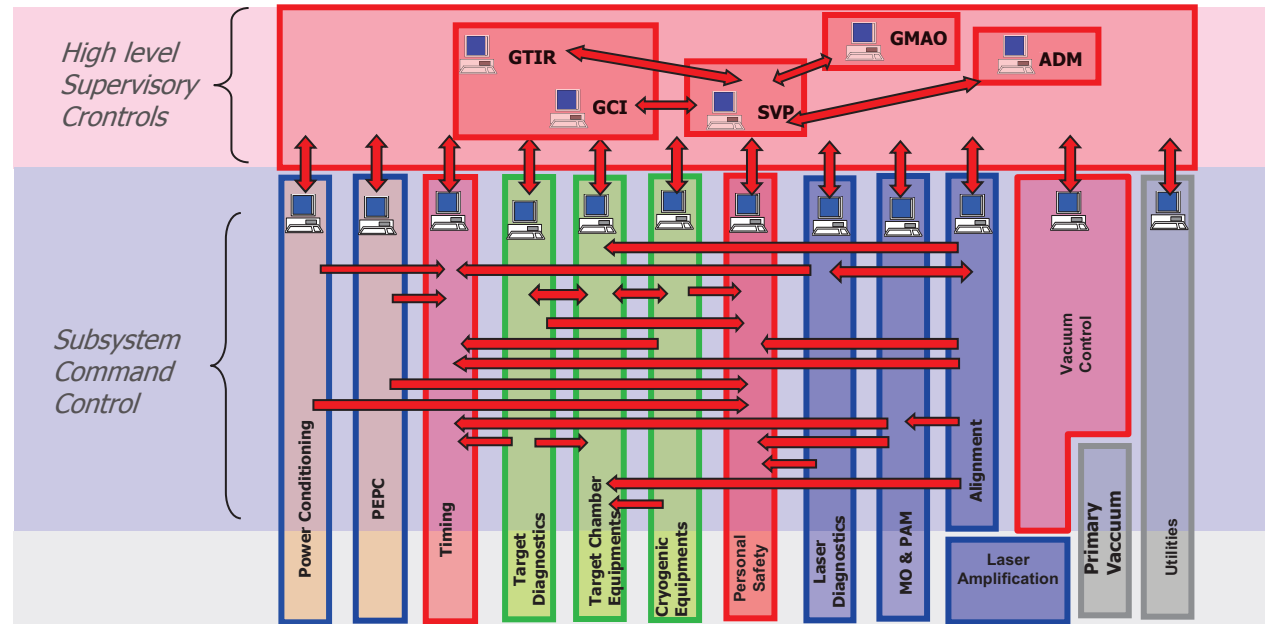 High level
Supervisory
Crontrols
GTIR
GCI
SVP
GMAO
ADM
Subsystem
Command
Control
Power Conditioning
PEPC
Timing
Target
Diagnostics
Target Chamber
Equipments
Cryogenic
Equipments
Personal
Safety
Laser
Diagnostics
MO & PAM
Alignment
Laser
Amplification
Vacuum
Control
Primary
Vaccuum
Utilities